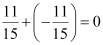 11/15 + (−11/15) = 0